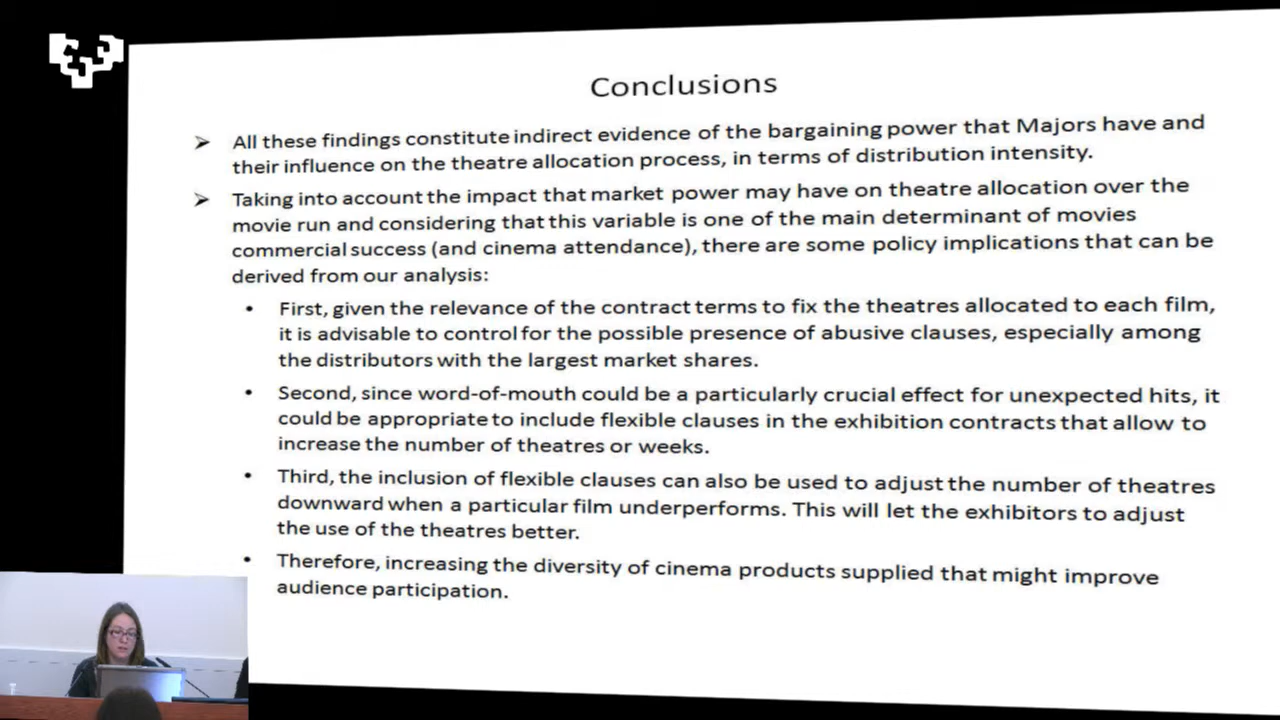 Conclusions
All these findings constitute indirect evidence of the bargaining power that Majors have and
their influence on the theatre allocation process, in terms of distribution intensity.
Taking into account the impact that market power may have on theatre allocation over the
movie run and considering that this variable is one of the main determinant of movies
commercial success (and cinema attendance), there are some policy implications that can be
derived from our analysis:
First, given the relevance of the contract terms to fix the theatres allocated to each film,
it is advisable to control for the possible presence of abusive clauses, especially among
the distributors with the largest market shares.
Second, since word-of-mouth could be a particularly crucial effect for unexpected hits, it
could be appropriate to include flexible clauses in the exhibition contracts that allow to
increase the number of theatres or weeks.
Third, the inclusion of flexible clauses can also be used to adjust the number of theatres
downward when a particular film underperforms. This will let the exhibitors to adjust
the use of the theatres better.
Therefore, increasing the diversity of cinema products supplied that might improve
audience participation.